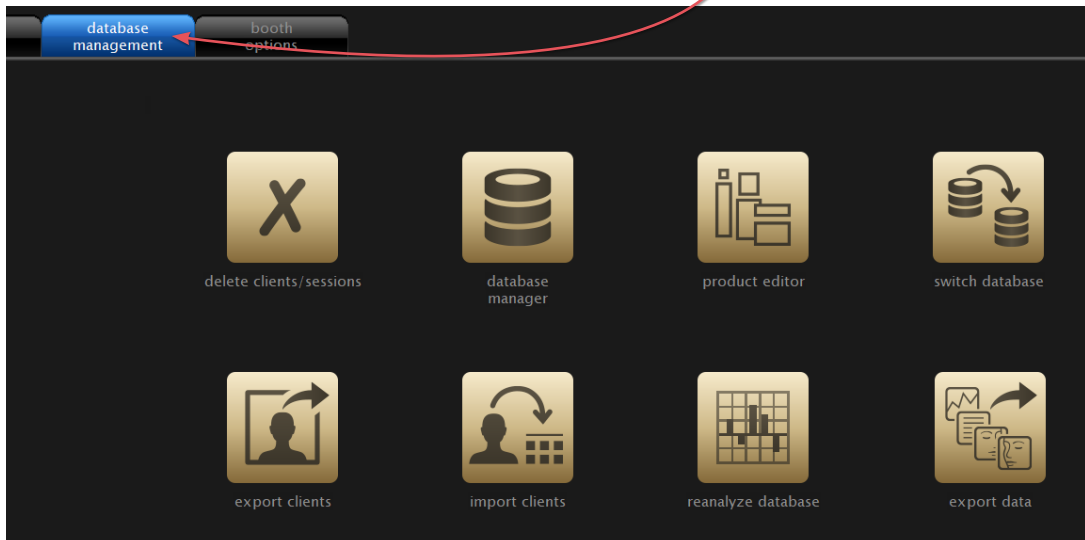 database
management
booth
options
delete clients/sessions
database
manager
product editor
switch database
export clients
import clients
reanalyze database
export data